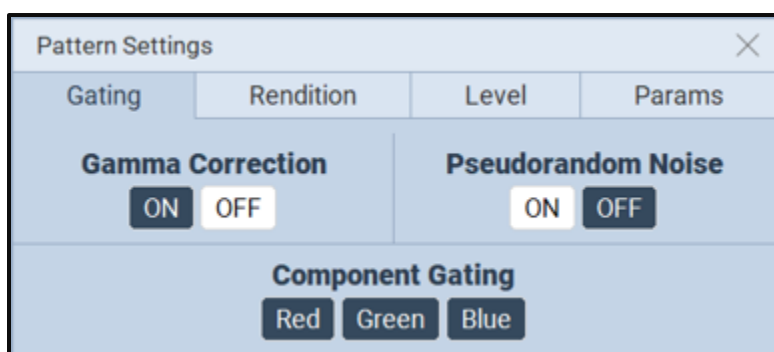 Pattern Settings
Gating Rendition Level Params
Gamma Correction Pseudorandom Noise
ON OFF ON OFF
Component Gating
Red Green Blue